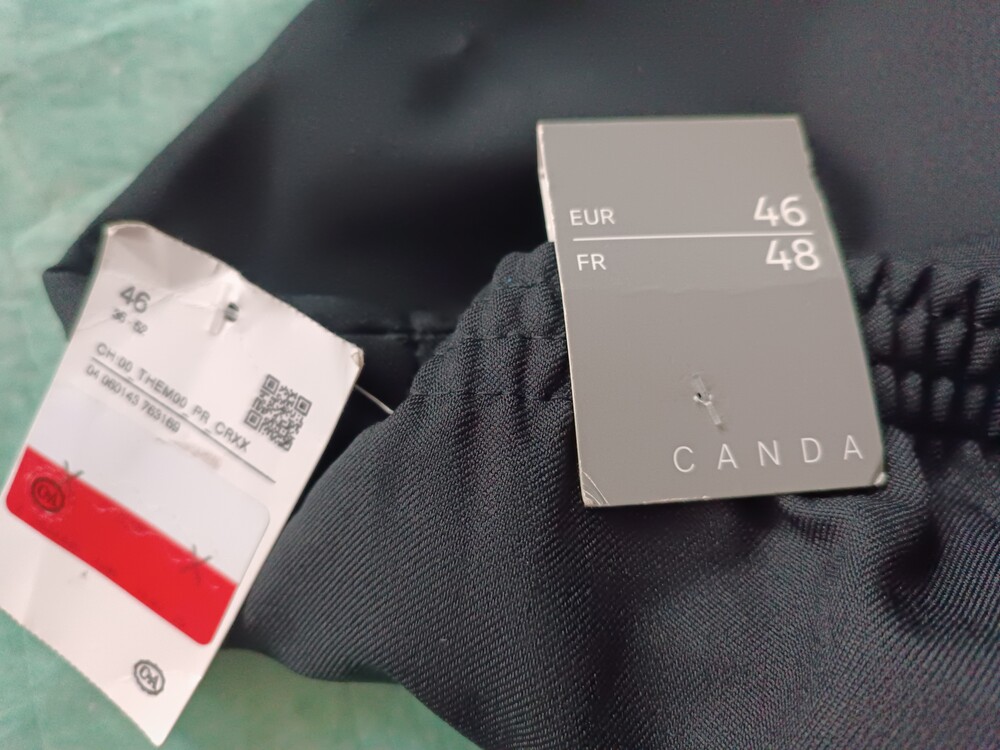 46
CH:00_THEM00_PR_CRXX
EUR 46
FR 48
CANDA
C&A
C&A